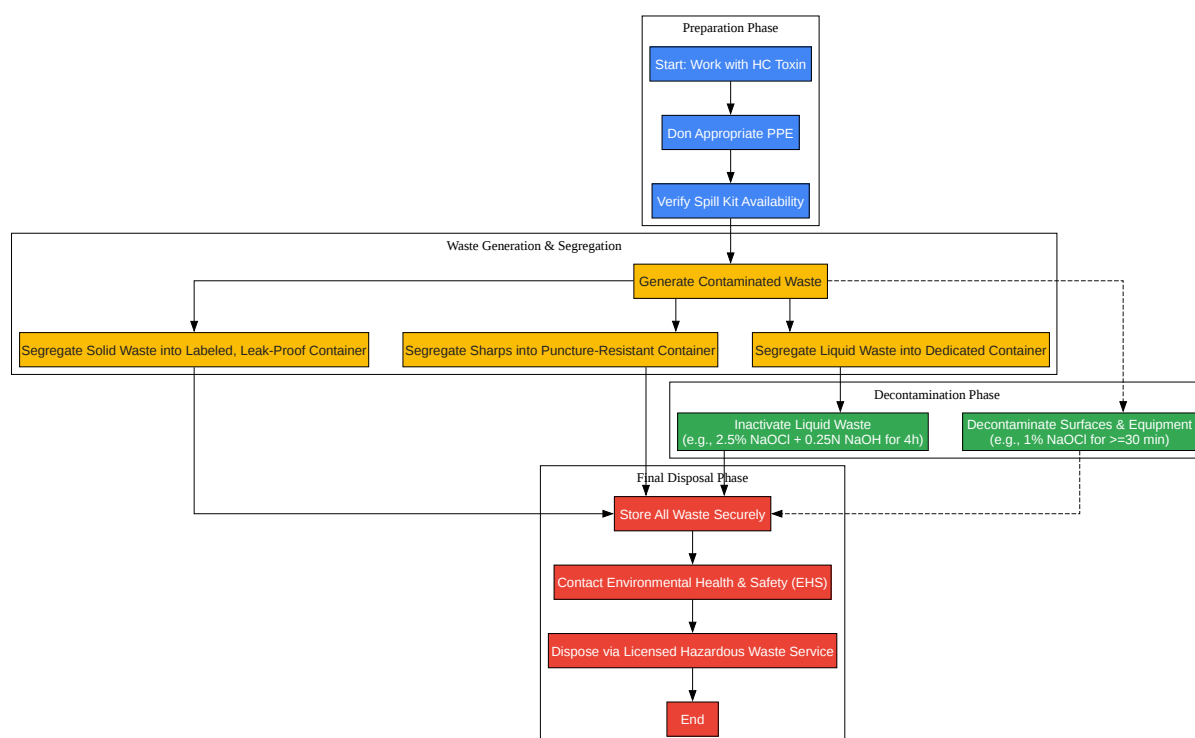 Preparation Phase
Start: Work with HC Toxin
Don Appropriate PPE
Verify Spill Kit Availability
Waste Generation & Segregation
Generate Contaminated Waste
Segregate Solid Waste into Labeled, Leak-Proof Container
Segregate Sharps into Puncture-Resistant Container
Segregate Liquid Waste into Dedicated Container
Decontamination Phase
Inactivate Liquid Waste
(e.g., 2.5% NaOCl + 0.25N NaOH for 4h)
Decontaminate Surfaces & Equipment
(e.g., 1% NaOCl for >=30 min)
Final Disposal Phase
Store All Waste Securely
Contact Environmental Health & Safety (EHS)
Dispose via Licensed Hazardous Waste Service
End